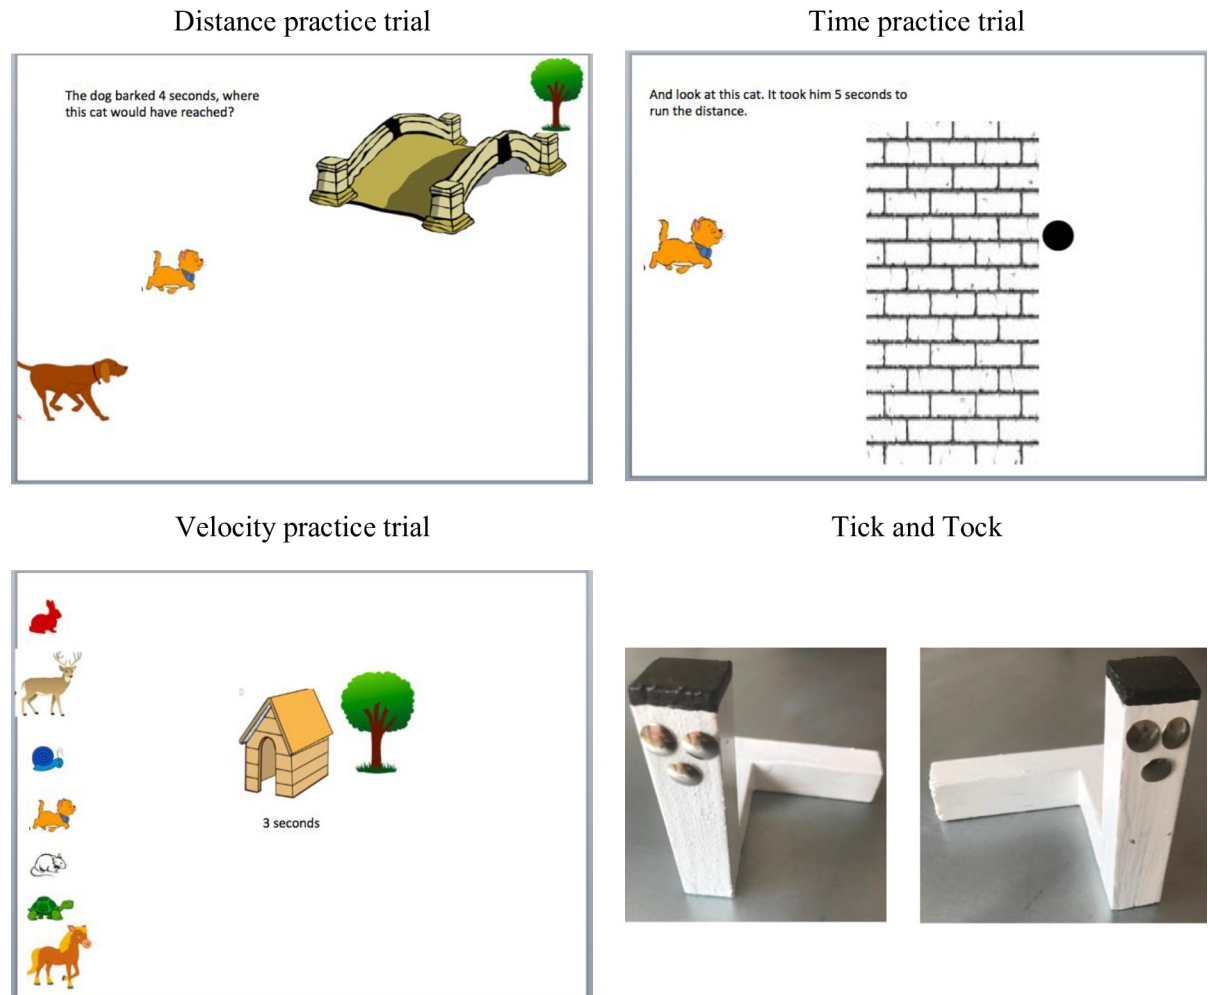 Distance practice trial
Time practice trial
The dog barked 4 seconds, where
this cat would have reached?
And look at this cat. It took him 5 seconds to
run the distance.
Velocity practice trial
Tick and Tock
3 seconds